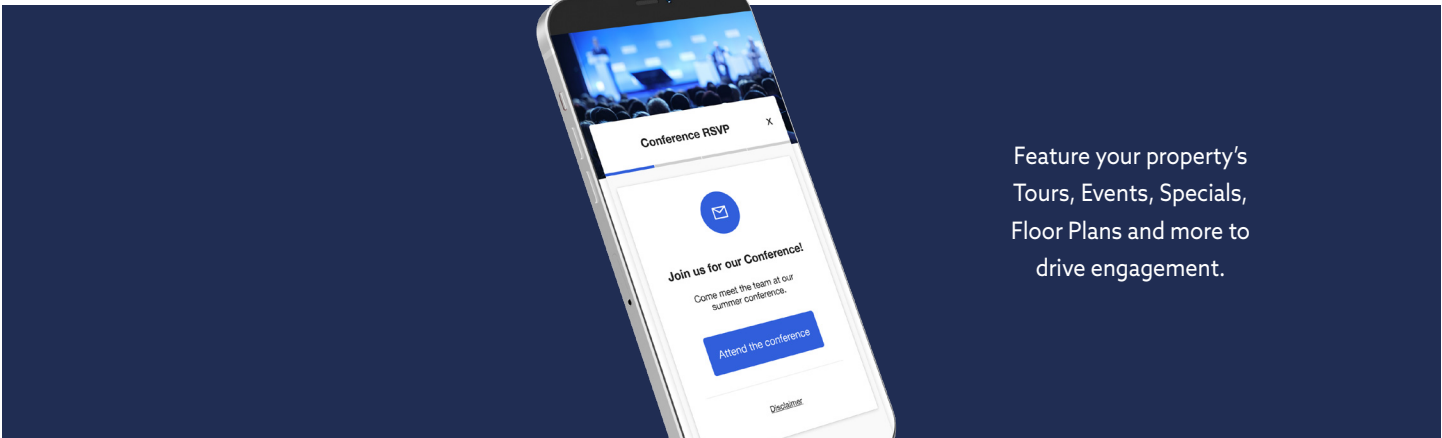 Conference RSVP
X
Join us for our Conference!
Come meet the team at our
summer conference.
Attend the conference
Disclaimer
Feature your property’s
Tours, Events, Specials,
Floor Plans and more to
drive engagement.